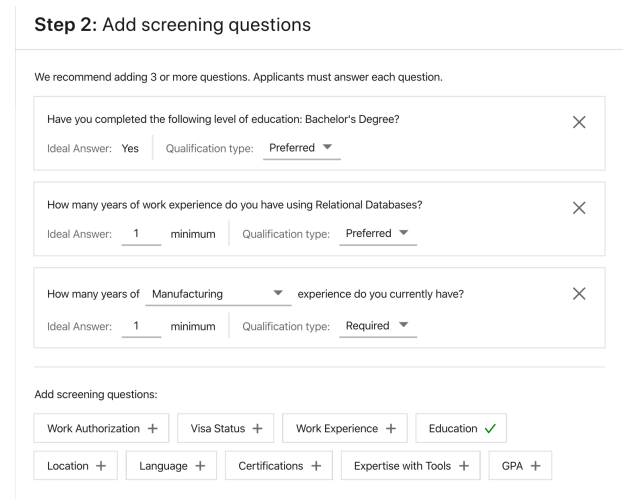 Step 2: Add screening questions
We recommend adding 3 or more questions. Applicants must answer each question.
Have you completed the following level of education: Bachelor's Degree?
Ideal Answer: Yes Qualification type: Preferred
How many years of work experience do you have using Relational Databases?
Ideal Answer: 1 minimum Qualification type: Preferred
How many years of Manufacturing experience do you currently have?
Ideal Answer: 1 minimum Qualification type: Required
Add screening questions:
Work Authorization + Visa Status + Work Experience + Education ✓
Location + Language + Certifications + Expertise with Tools + GPA +